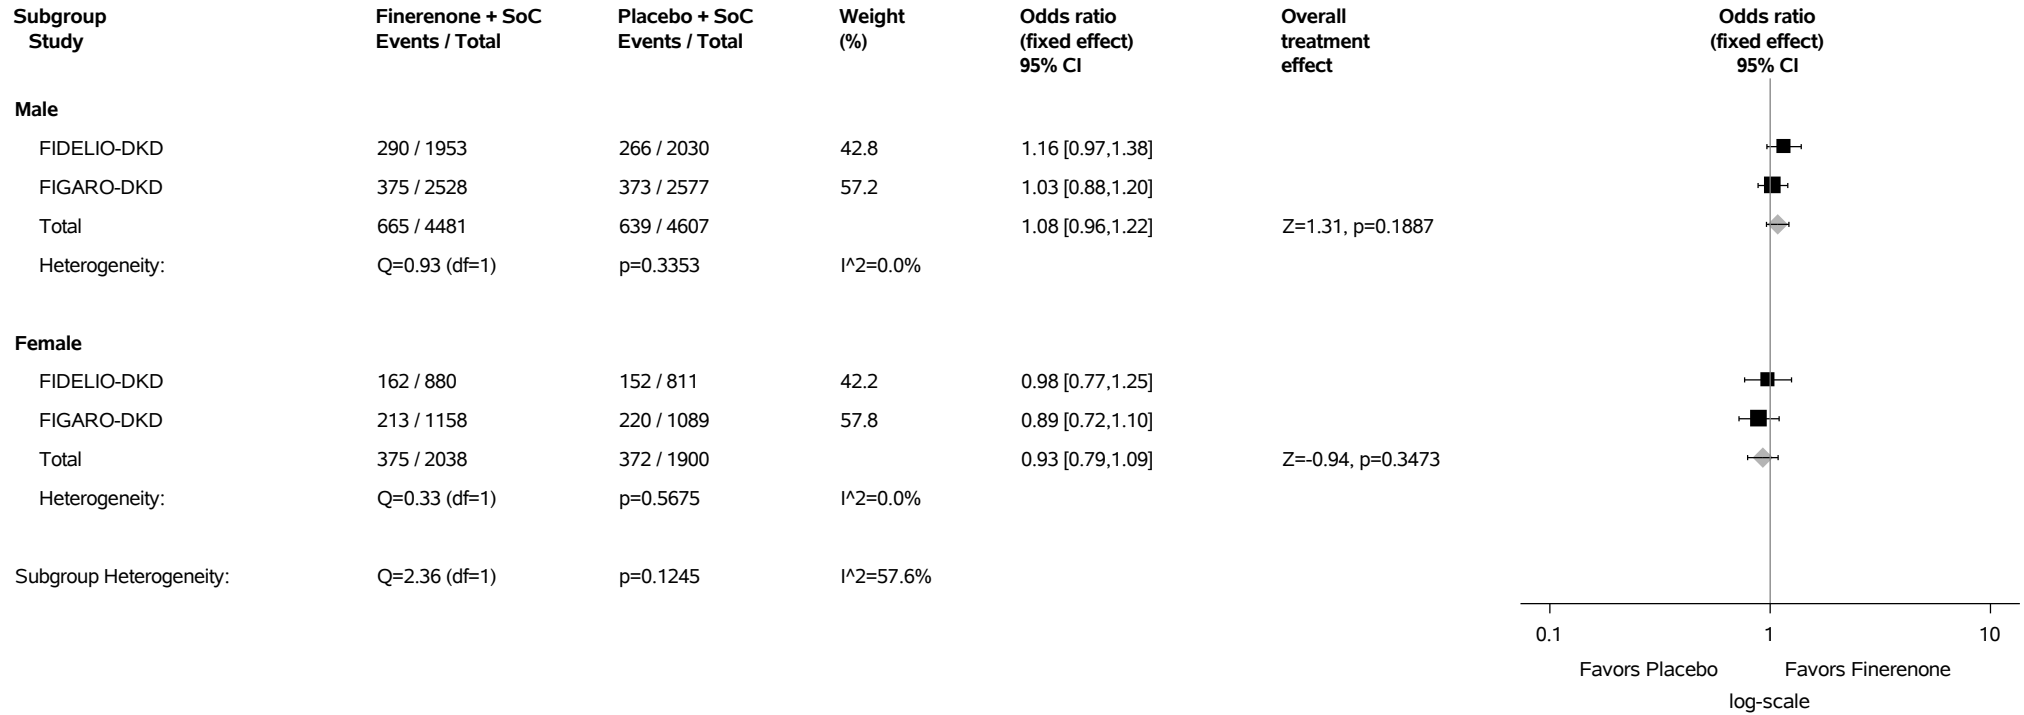 Subgroup Finerenone + SoC Placebo + SoC Weight Odds ratio Overall Odds ratio
Study Events / Total Events / Total (%) (fixed effect) treatment (fixed effect)
95% CI effect 95% CI
Male
FIDELIO-DKD 290 / 1953 266 / 2030 42.8 1.16 [0.97,1.38]
FIGARO-DKD 375 / 2528 373 / 2577 57.2 1.03 [0.88,1.20]
Total 665 / 4481 639 / 4607 1.08 [0.96,1.22] Z=1.31, p=0.1887
Heterogeneity: Q=0.93 (df=1) p=0.3353 I^2=0.0%
Female
FIDELIO-DKD 162 / 880 152 / 811 42.2 0.98 [0.77,1.25]
FIGARO-DKD 213 / 1158 220 / 1089 57.8 0.89 [0.72,1.10]
Total 375 / 2038 372 / 1900 0.93 [0.79,1.09] Z=-0.94, p=0.3473
Heterogeneity: Q=0.33 (df=1) p=0.5675 I^2=0.0%
Subgroup Heterogeneity: Q=2.36 (df=1) p=0.1245 I^2=57.6%
0.1 1 10
Favors Placebo Favors Finerenone
log-scale